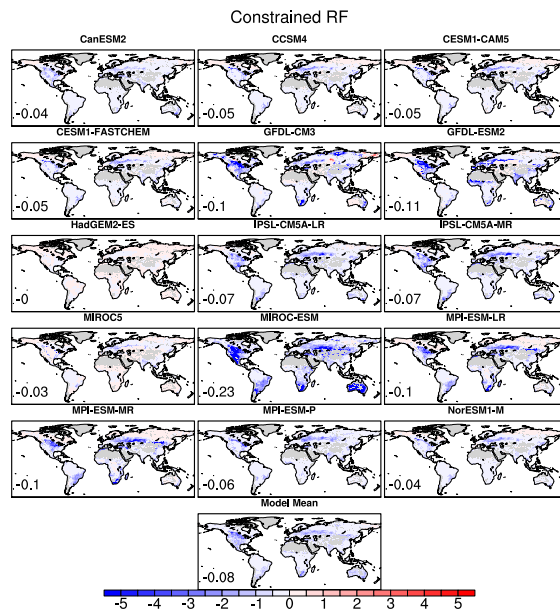 Constrained RF
CanESM2 CCSM4 CESM1-CAM5
-0.04 -0.05 -0.05
CESM1-FASTCHEM GFDL-CM3 GFDL-ESM2
-0.05 -0.1 -0.11
HadGEM2-ES IPSL-CM5A-LR IPSL-CM5A-MR
-0 -0.07 -0.07
MIROC5 MIROC-ESM MPI-ESM-LR
-0.03 -0.23 -0.1
MPI-ESM-MR MPI-ESM-P NorESM1-M
-0.1 -0.06 -0.04
Model Mean
-0.08
-5 -4 -3 -2 -1 0 1 2 3 4 5